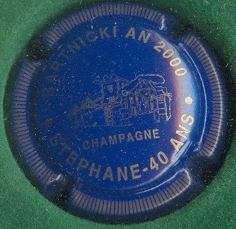 BARTNICKI AN 2000
CHAMPAGNE
STEPHANE-40 ANS